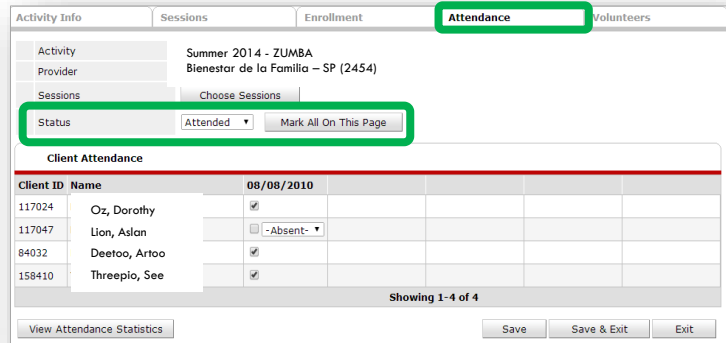 Activity Info Sessions Enrollment Attendance Volunteers
Activity Summer 2014 - ZUMBA
Provider Bienestar de la Familia – SP (2454)
Sessions Choose Sessions
Status Attended Mark All On This Page
Client Attendance
Client ID Name 08/08/2010
117024 Oz, Dorothy
117047 Lion, Aslan -Absent-
84032 Deetoo, Artoo
158410 Threepio, See
Showing 1-4 of 4
View Attendance Statistics Save Save & Exit Exit